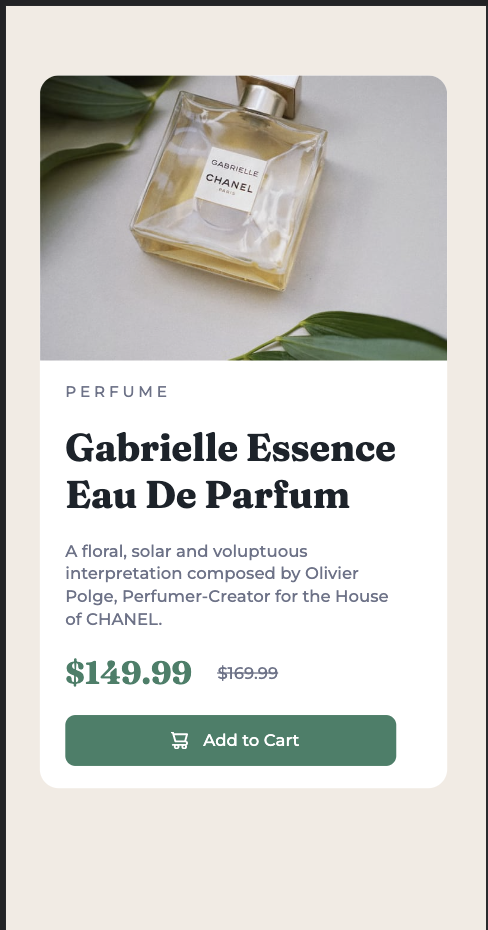 GABRIELLE
CHANEL
PARIS
PERFUME
Gabrielle Essence
Eau De Parfum
A floral, solar and voluptuous
interpretation composed by Olivier
Polge, Perfumer-Creator for the House
of CHANEL.
$149.99 $169.99
Add to Cart